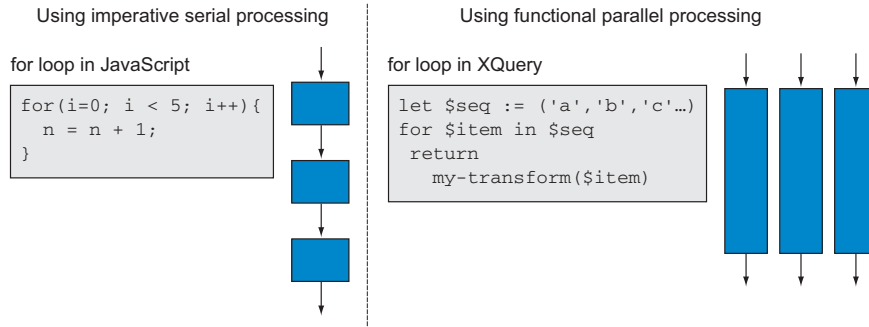 Using imperative serial processing
for loop in JavaScript
for(i=0; i < 5; i++){
  n = n + 1;
}
Using functional parallel processing
for loop in XQuery
let $seq := ('a','b','c'…)
for $item in $seq
 return
   my-transform($item)